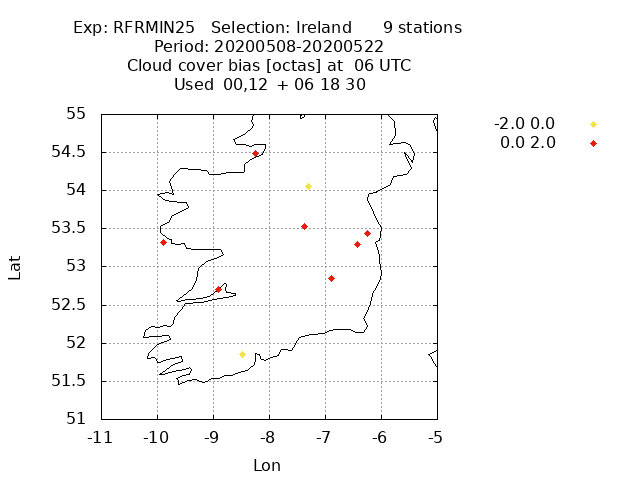 Exp: RFRMIN25 Selection: Ireland 9 stations
Period: 20200508-20200522
Cloud cover bias [octas] at 06 UTC
Used 00,12 + 06 18 30
-2.0 0.0
0.0 2.0
55
54.5
54
53.5
53
52.5
52
51.5
51
Lat
-11 -10 -9 -8 -7 -6 -5
Lon